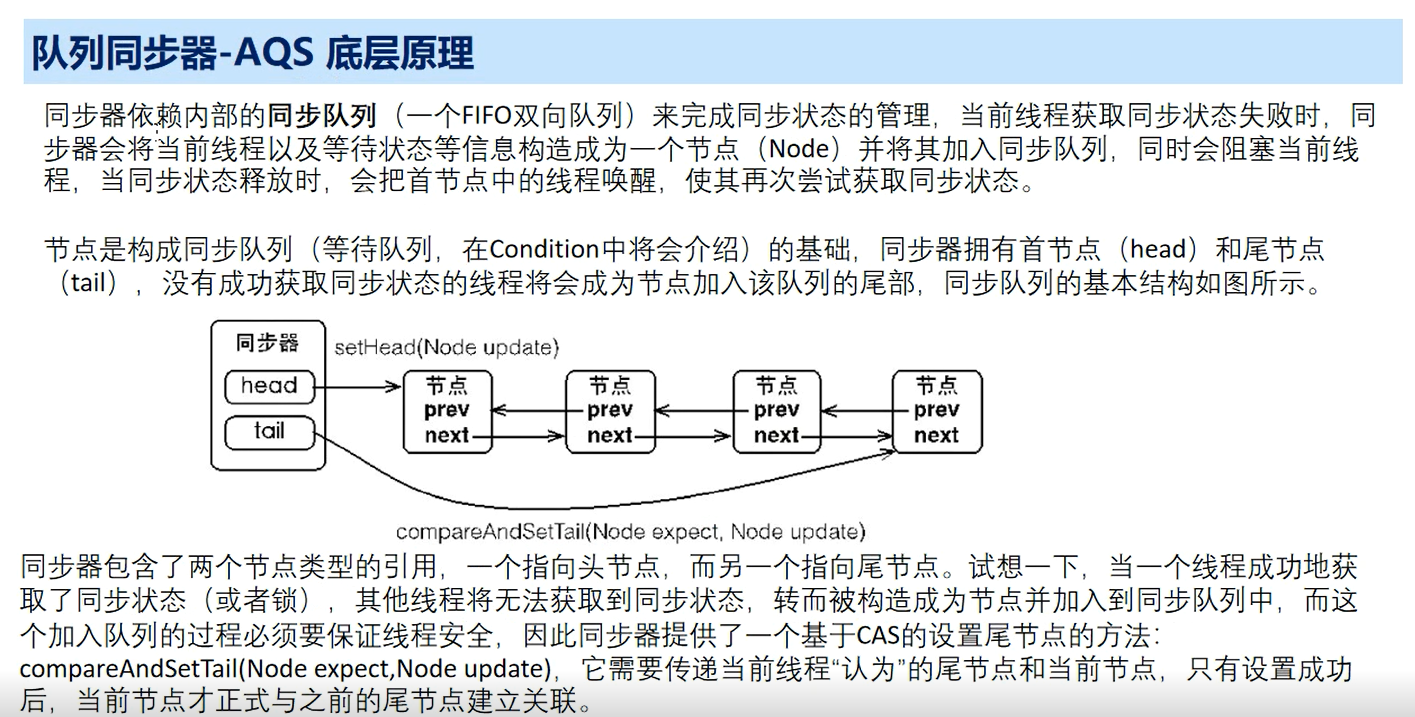 队列同步器-AQS 底层原理
同步器依赖内部的同步队列（一个FIFO双向队列）来完成同步状态的管理，当前线程获取同步状态失败时，同
步器会将当前线程以及等待状态等信息构造成为一个节点（Node）并将其加入同步队列，同时会阻塞当前线
程，当同步状态释放时，会把首节点中的线程唤醒，使其再次尝试获取同步状态。
节点是构成同步队列（等待队列，在Condition中将会介绍）的基础，同步器拥有首节点（head）和尾节点
（tail），没有成功获取同步状态的线程将会成为节点加入该队列的尾部，同步队列的基本结构如图所示。
同步器
setHead(Node update)
head
节点
节点
节点
节点
prev
prev
prev
prev
tail
next
next
next
next
compareAndSetTail(Node expect, Node update)
同步器包含了两个节点类型的引用，一个指向头节点，而另一个指向尾节点。试想一下，当一个线程成功地获
取了同步状态（或者锁），其他线程将无法获取到同步状态，转而被构造成为节点并加入到同步队列中，而这
个加入队列的过程必须要保证线程安全，因此同步器提供了一个基于CAS的设置尾节点的方法：
compareAndSetTail(Node expect,Node update)，它需要传递当前线程“认为”的尾节点和当前节点，只有设置成功
后，当前节点才正式与之前的尾节点建立关联。